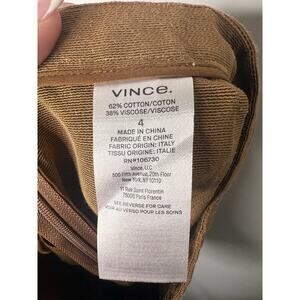 VINCE.
62% COTTON/COTON
38% VISCOSE/VISCOSE
4
MADE IN CHINA
FABRIQUÉ EN CHINE
FABRIC ORIGIN: ITALY
TISSU ORIGINE: ITALIE
RN#106730
Vince, LLC
500 Fifth Avenue, 20th Floor
New York, NY 10110
11 Rue Saint Florentin
75008 Paris France
SEE REVERSE FOR CARE
VOIR AU VERSO POUR LES SOINS